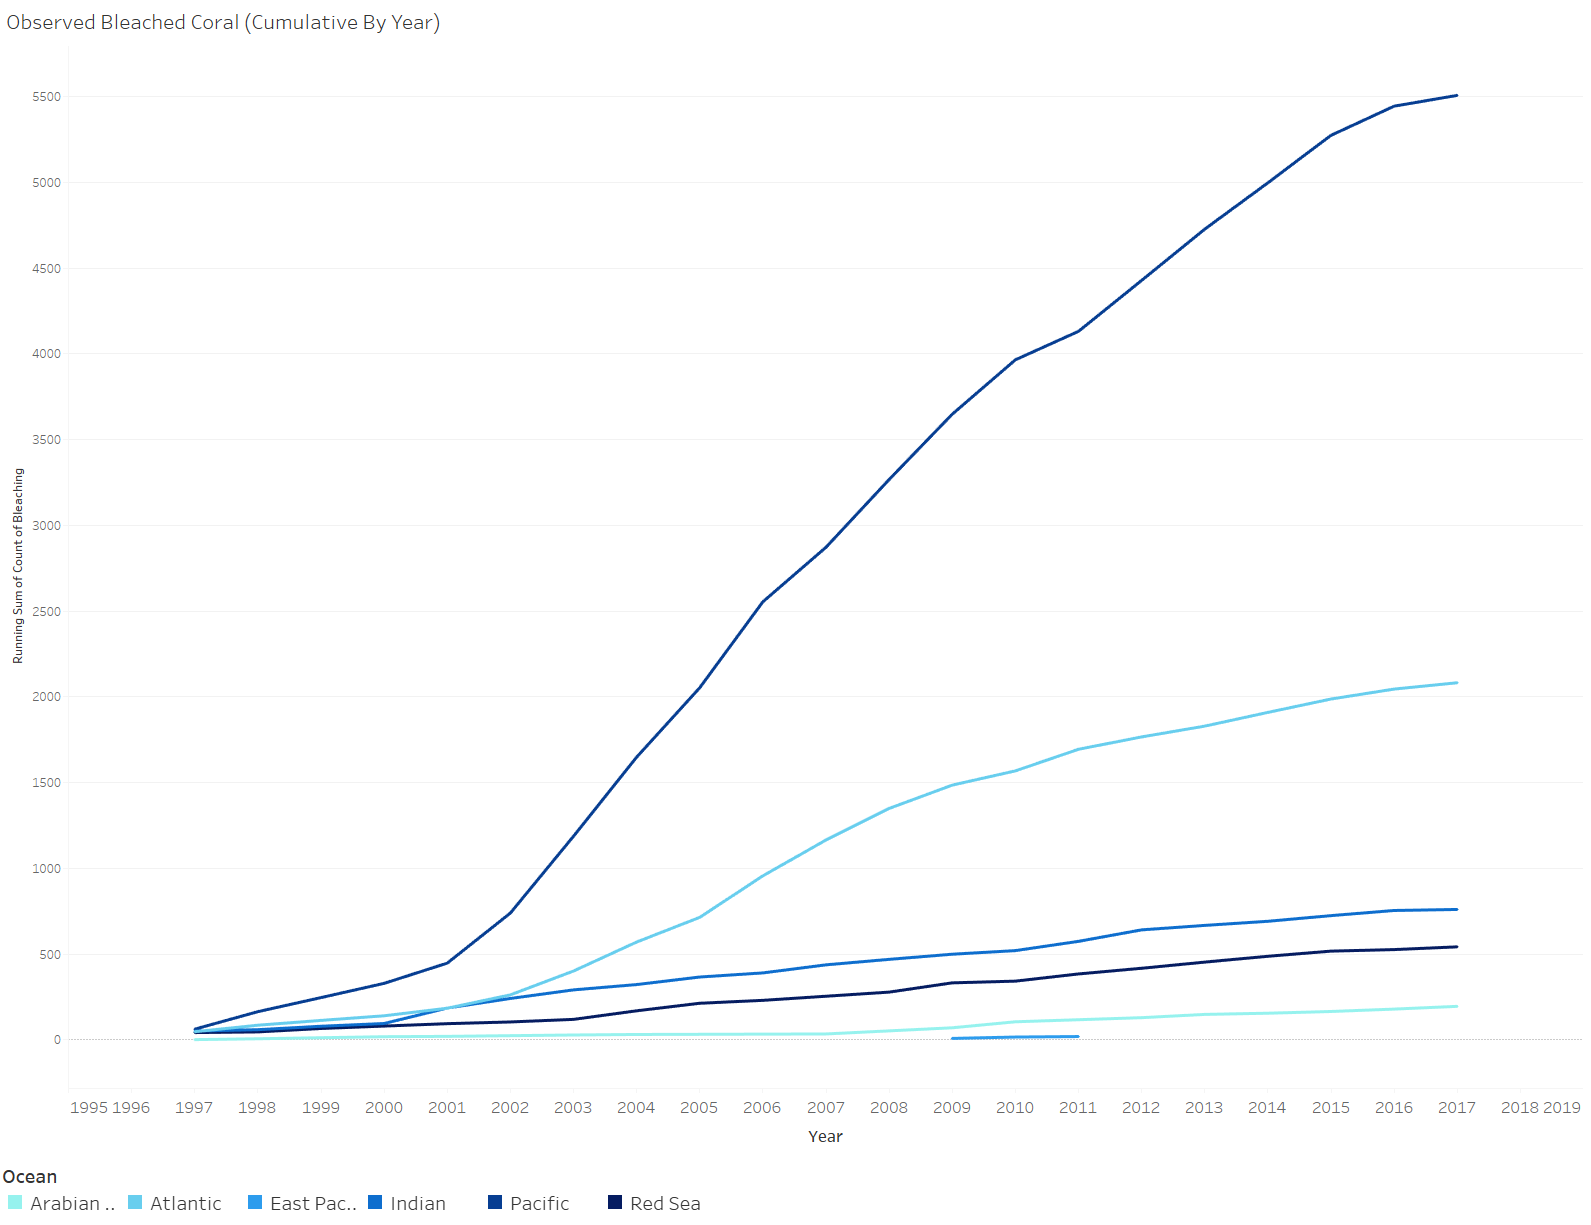 Observed Bleached Coral (Cumulative By Year)
5500
5000
4500
4000
3500
3000
2500
2000
1500
1000
500
0
Running Sum of Count of Bleaching
1995 1996 1997 1998 1999 2000 2001 2002 2003 2004 2005 2006 2007 2008 2009 2010 2011 2012 2013 2014 2015 2016 2017 2018 2019
Year
Ocean
Arabian .. Atlantic East Pac.. Indian Pacific Red Sea